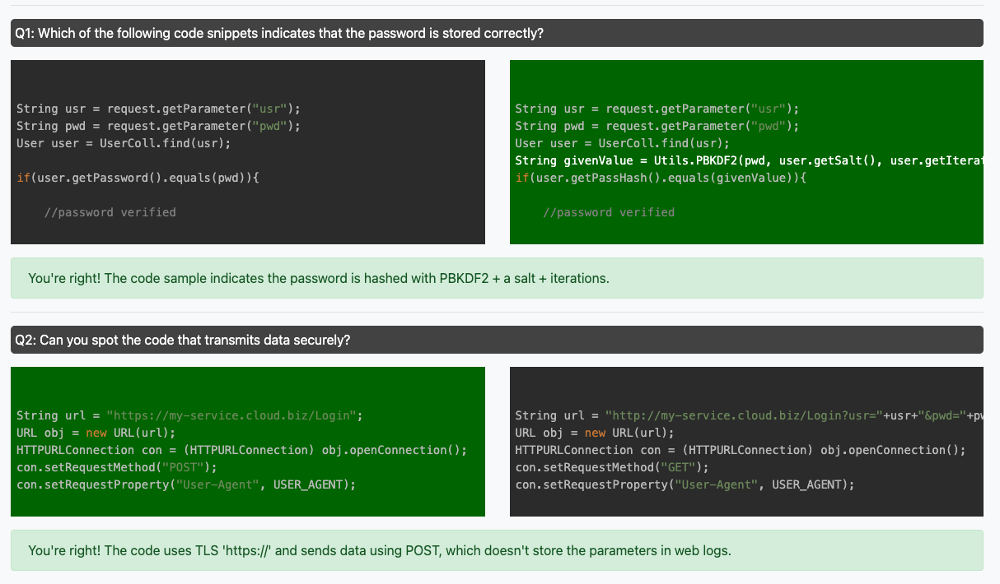 Q1: Which of the following code snippets indicates that the password is stored correctly?
String usr = request.getParameter("usr");
String pwd = request.getParameter("pwd");
User user = UserColl.find(usr);
if(user.getPassword().equals(pwd)){
//password verified
String usr = request.getParameter("usr");
String pwd = request.getParameter("pwd");
User user = UserColl.find(usr);
String givenValue = Utils.PBKDF2(pwd, user.getSalt(), user.getIterat
if(user.getPassHash().equals(givenValue)){
//password verified
You're right! The code sample indicates the password is hashed with PBKDF2 + a salt + iterations.
Q2: Can you spot the code that transmits data securely?
String url = "https://my-service.cloud.biz/Login";
URL obj = new URL(url);
HTTPURLConnection con = (HTTPURLConnection) obj.openConnection();
con.setRequestMethod("POST");
con.setRequestProperty("User-Agent", USER_AGENT);
String url = "http://my-service.cloud.biz/Login?usr="+usr+"&pwd="+pw
URL obj = new URL(url);
HTTPURLConnection con = (HTTPURLConnection) obj.openConnection();
con.setRequestMethod("GET");
con.setRequestProperty("User-Agent", USER_AGENT);
You're right! The code uses TLS 'https://' and sends data using POST, which doesn't store the parameters in web logs.